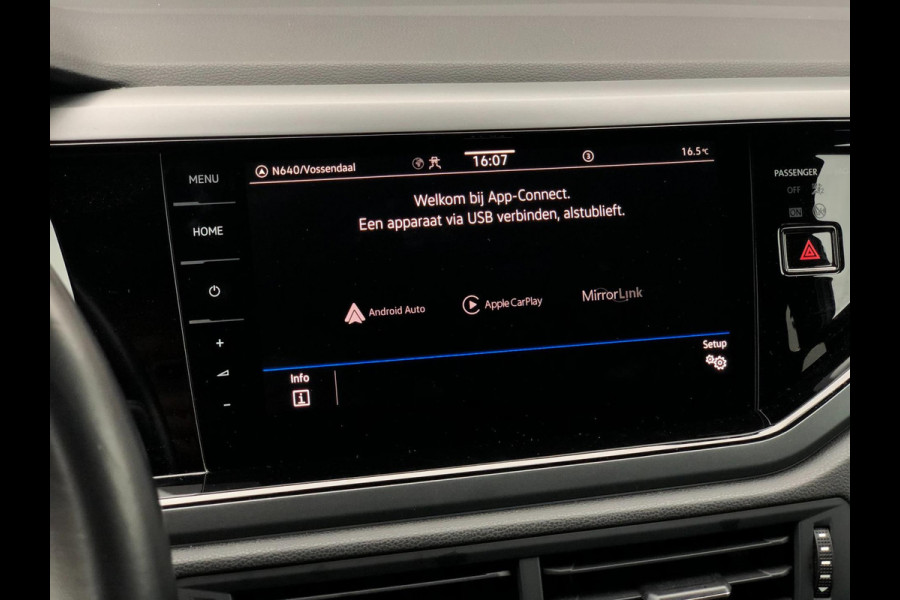 N640/Vossendaal
16:07
3
16.5°C
MENU
HOME
+
-
Welkom bij App-Connect.
Een apparaat via USB verbinden, alstublieft.
Android Auto
Apple CarPlay
MirrorLink
Info
i
Setup
PASSENGER
OFF
ON